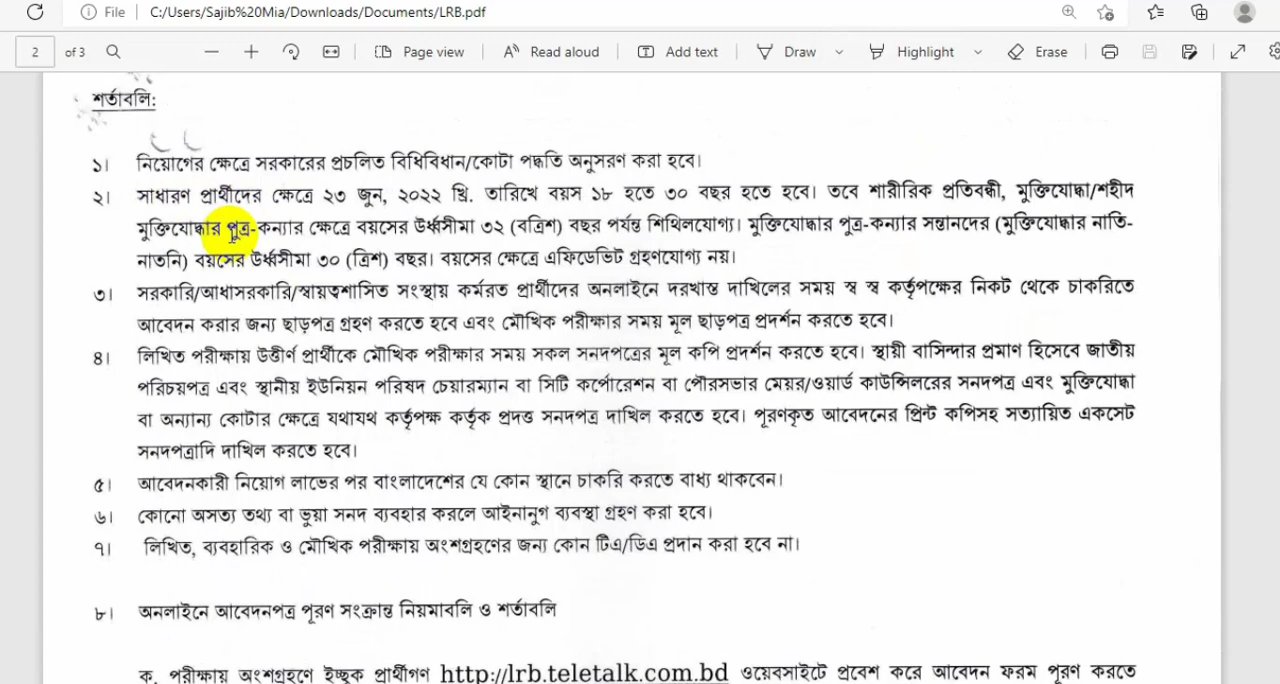 File C:/Users/Sajib%20Mia/Downloads/Documents/LRB.pdf
2 of 3 Page view Read aloud Add text Draw Highlight Erase
শর্তাবলি:
১। নিয়োগের ক্ষেত্রে সরকারের প্রচলিত বিধিবিধান/কোটা পদ্ধতি অনুসরণ করা হবে।
২। সাধারণ প্রার্থীদের ক্ষেত্রে ২৩ জুন, ২০২২ খ্রি. তারিখে বয়স ১৮ হতে ৩০ বছর হতে হবে। তবে শারীরিক প্রতিবন্ধী, মুক্তিযোদ্ধা/শহীদ
মুক্তিযোদ্ধার পুত্র-কন্যার ক্ষেত্রে বয়সের উর্ধ্বসীমা ৩২ (বত্রিশ) বছর পর্যন্ত শিথিলযোগ্য। মুক্তিযোদ্ধার পুত্র-কন্যার সন্তানদের (মুক্তিযোদ্ধার নাতি-
নাতনি) বয়সের উর্ধ্বসীমা ৩০ (ত্রিশ) বছর। বয়সের ক্ষেত্রে এফিডেভিট গ্রহণযোগ্য নয়।
৩। সরকারি/আধাসরকারি/স্বায়ত্বশাসিত সংস্থায় কর্মরত প্রার্থীদের অনলাইনে দরখাস্ত দাখিলের সময় স্ব স্ব কর্তৃপক্ষের নিকট থেকে চাকরিতে
আবেদন করার জন্য ছাড়পত্র গ্রহণ করতে হবে এবং মৌখিক পরীক্ষার সময় মূল ছাড়পত্র প্রদর্শন করতে হবে।
৪। লিখিত পরীক্ষায় উত্তীর্ণ প্রার্থীকে মৌখিক পরীক্ষার সময় সকল সনদপত্রের মূল কপি প্রদর্শন করতে হবে। স্থায়ী বাসিন্দার প্রমাণ হিসেবে জাতীয়
পরিচয়পত্র এবং স্থানীয় ইউনিয়ন পরিষদ চেয়ারম্যান বা সিটি কর্পোরেশন বা পৌরসভার মেয়র/ওয়ার্ড কাউন্সিলরের সনদপত্র এবং মুক্তিযোদ্ধা
বা অন্যান্য কোটার ক্ষেত্রে যথাযথ কর্তৃপক্ষ কর্তৃক প্রদত্ত সনদপত্র দাখিল করতে হবে। পূরণকৃত আবেদনের প্রিন্ট কপিসহ সত্যায়িত একসেট
সনদপত্রাদি দাখিল করতে হবে।
৫। আবেদনকারী নিয়োগ লাভের পর বাংলাদেশের যে কোন স্থানে চাকরি করতে বাধ্য থাকবেন।
৬। কোনো অসত্য তথ্য বা ভুয়া সনদ ব্যবহার করলে আইনানুগ ব্যবস্থা গ্রহণ করা হবে।
৭। লিখিত, ব্যবহারিক ও মৌখিক পরীক্ষায় অংশগ্রহণের জন্য কোন টিএ/ডিএ প্রদান করা হবে না।
৮। অনলাইনে আবেদনপত্র পূরণ সংক্রান্ত নিয়মাবলি ও শর্তাবলি
ক. পরীক্ষায় অংশগ্রহণে ইচ্ছুক প্রার্থীগণ http://lrb.teletalk.com.bd ওয়েবসাইটে প্রবেশ করে আবেদন ফরম পূরণ করতে